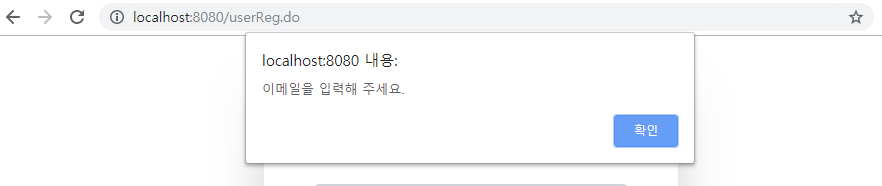 localhost:8080/userReg.do
localhost:8080 내용:
이메일을 입력해 주세요.
확인